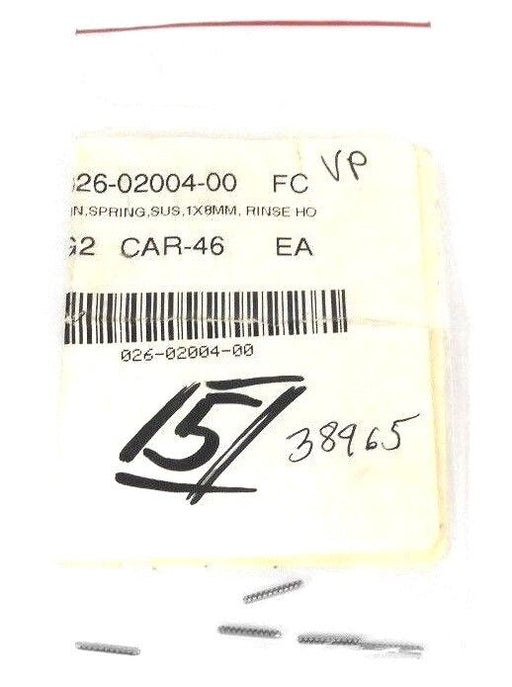 026-02004-00 FC VP
IN,SPRING,SUS,1X8MM, RINSE HO
G2 CAR-46 EA
026-02004-00
5
38965